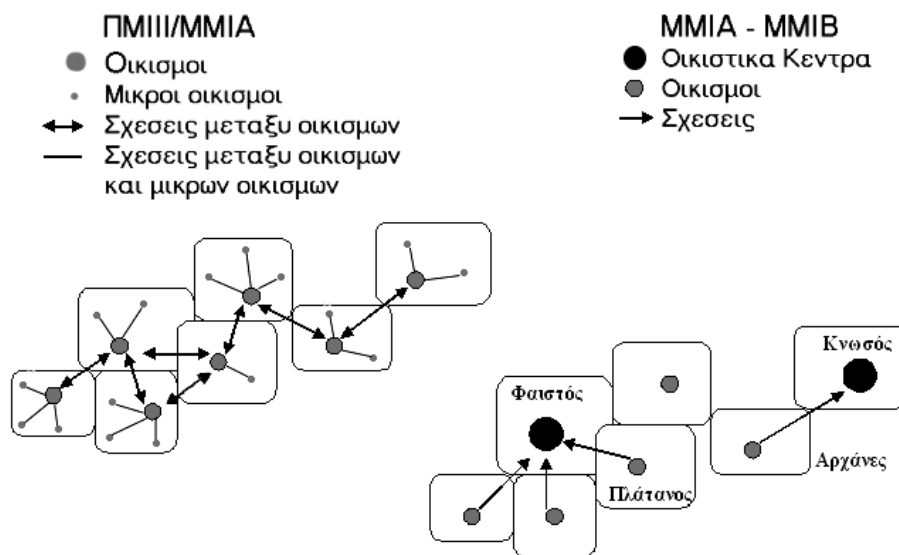 ΠΜΙΙΙ/ΜΜΙΑ
Οικισμοι
Μικροι οικισμοι
Σχεσεις μεταξυ οικισμων
Σχεσεις μεταξυ οικισμων
και μικρων οικισμων
ΜΜΙΑ - ΜΜΙΒ
Οικιστικα Κεντρα
Οικισμοι
Σχεσεις
Κνωσός
Φαιστός
Αρχάνες
Πλάτανος